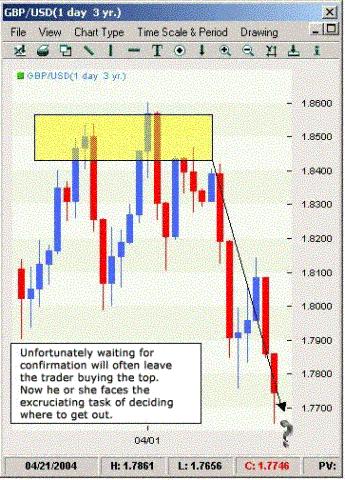 GBP/USD(1 day 3 yr.)
File View Chart Type Time Scale & Period Drawing
GBP/USD(1 day 3 yr.)
1.8600
1.8500
1.8400
1.8300
1.8200
1.8100
1.8000
1.7900
1.7800
1.7700
Unfortunately waiting for
confirmation will often leave
the trader buying the top.
Now he or she faces the
excruciating task of deciding
where to get out.
?
04/01
04/21/2004 H: 1.7861 L: 1.7656 C: 1.7746 PV: